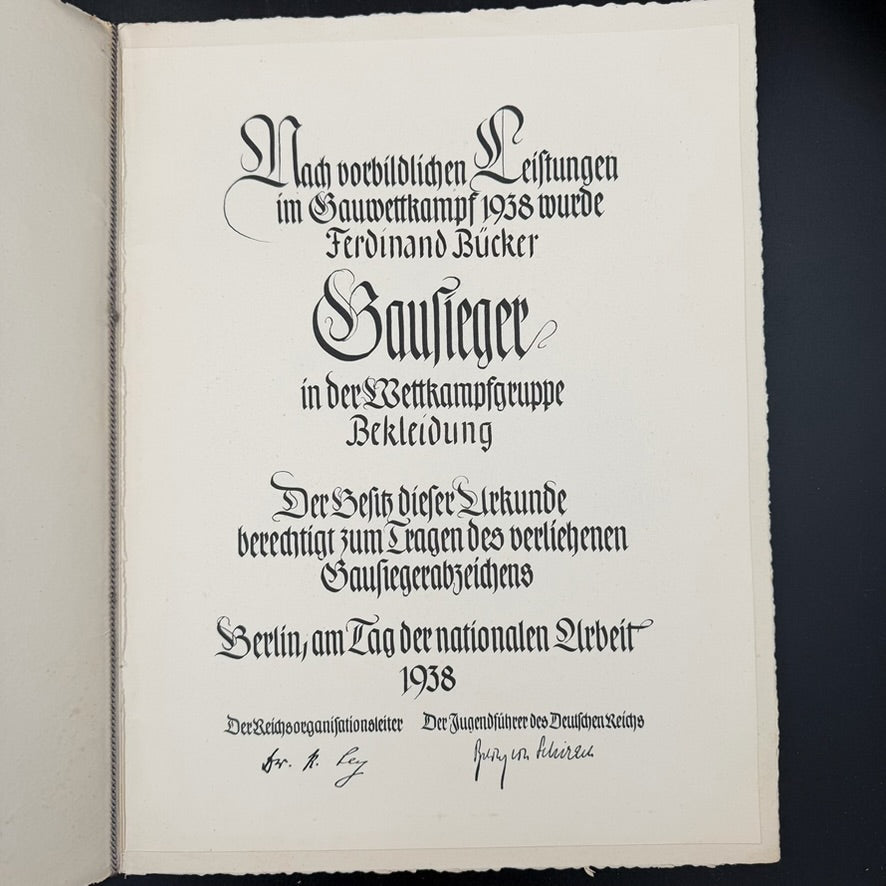 Nach vorbildlichen Leistungen
im Gauwettkampf 1938 wurde
Ferdinand Bücker
Gausieger
in der Wettkampfgruppe
Bekleidung
Der Besitz dieser Urkunde
berechtigt zum Tragen des verliehenen
Gausiegerabzeichens
Berlin, am Tag der nationalen Arbeit
1938
Der Reichsorganisationsleiter Der Jugendführer des Deutschen Reichs
Dr. R. Ley Baldur von Schirach